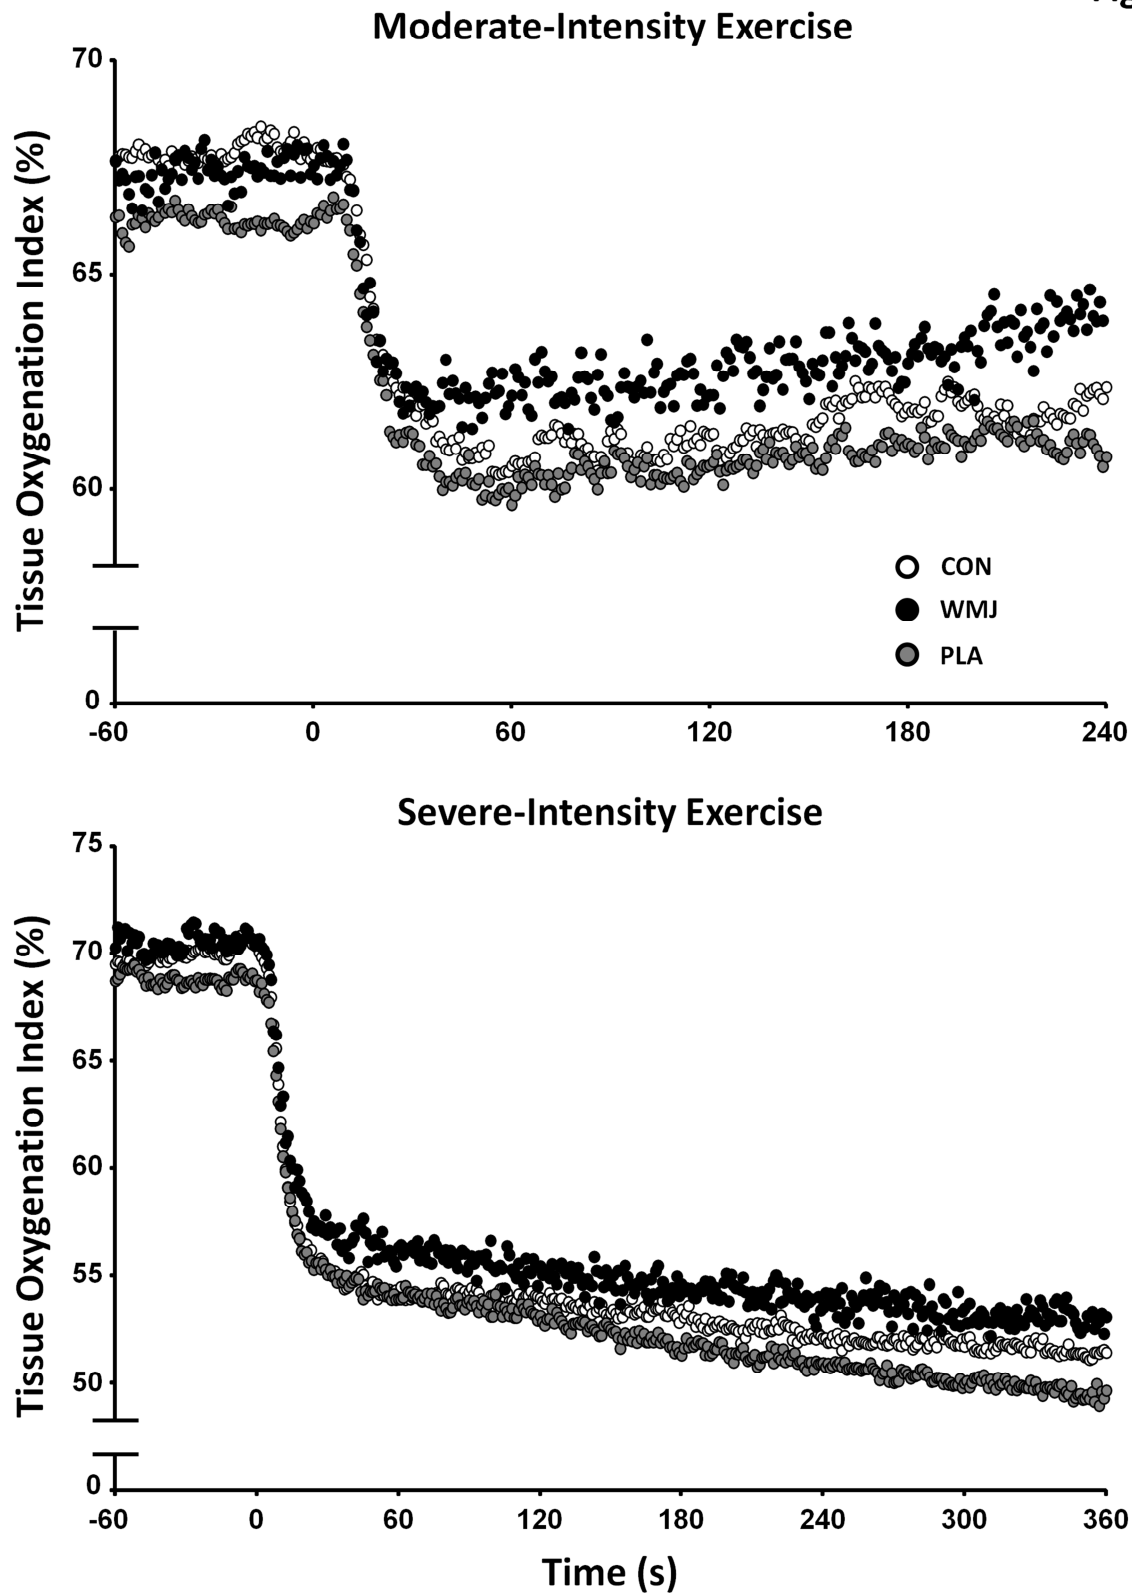 Fig
Moderate-Intensity Exercise
Tissue Oxygenation Index (%)
70
65
60
0
CON
WMJ
PLA
-60 0 60 120 180 240
Severe-Intensity Exercise
Tissue Oxygenation Index (%)
75
70
65
60
55
50
0
-60 0 60 120 180 240 300 360
Time (s)